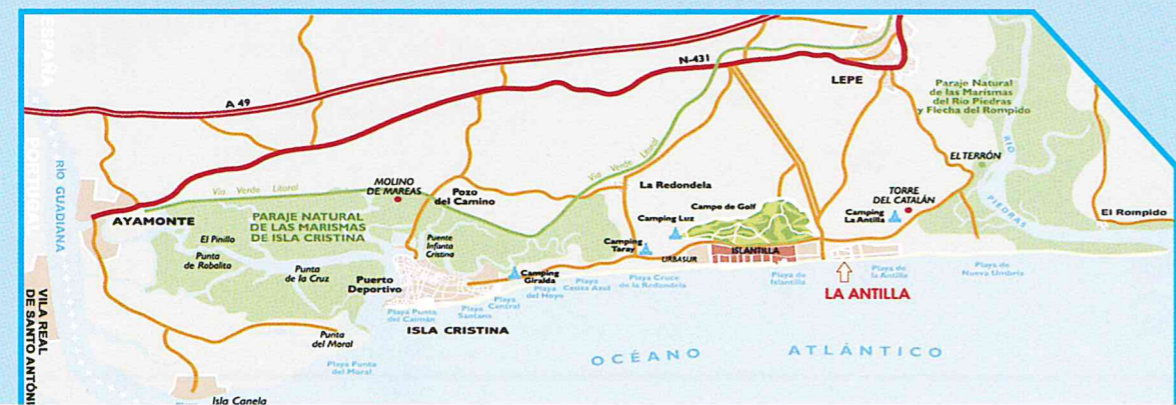 ESPAÑA
PORTUGAL
RÍO GUADIANA
VILA REAL
DE SANTO ANTÓNI
A 49
N-431
LEPE
Paraje Natural
de las Marismas
del Río Piedras
y Flecha del Rompido
EL TERRÓN
RÍO
PIEDRAS
El Rompido
Vía Verde Litoral
Vía Verde Litoral
MOLINO
DE MAREAS
Pozo
del Camino
La Redondela
Campo de Golf
Camping Luz
TORRE
DEL CATALÁN
Camping
La Antilla
AYAMONTE
PARAJE NATURAL
DE LAS MARISMAS
DE ISLA CRISTINA
El Pinillo
Punta
de Rabalito
Punta
de la Cruz
Puente
Infanta
Cristina
Puerto
Deportivo
Camping
Giralda
Camping
Taray
URBASUR
ISLANTILLA
Playa Punta
del Caimán
Playa
Santana
Playa
Central
Playa
del Hoyo
Playa
Casita Azul
Playa Cruce
de la Redondela
Playa de
Islantilla
Playa de
la Antilla
Playa de
Nueva Umbría
LA ANTILLA
ISLA CRISTINA
Punta
del Moral
Playa Punta
del Moral
Isla Canela
OCÉANO ATLÁNTICO